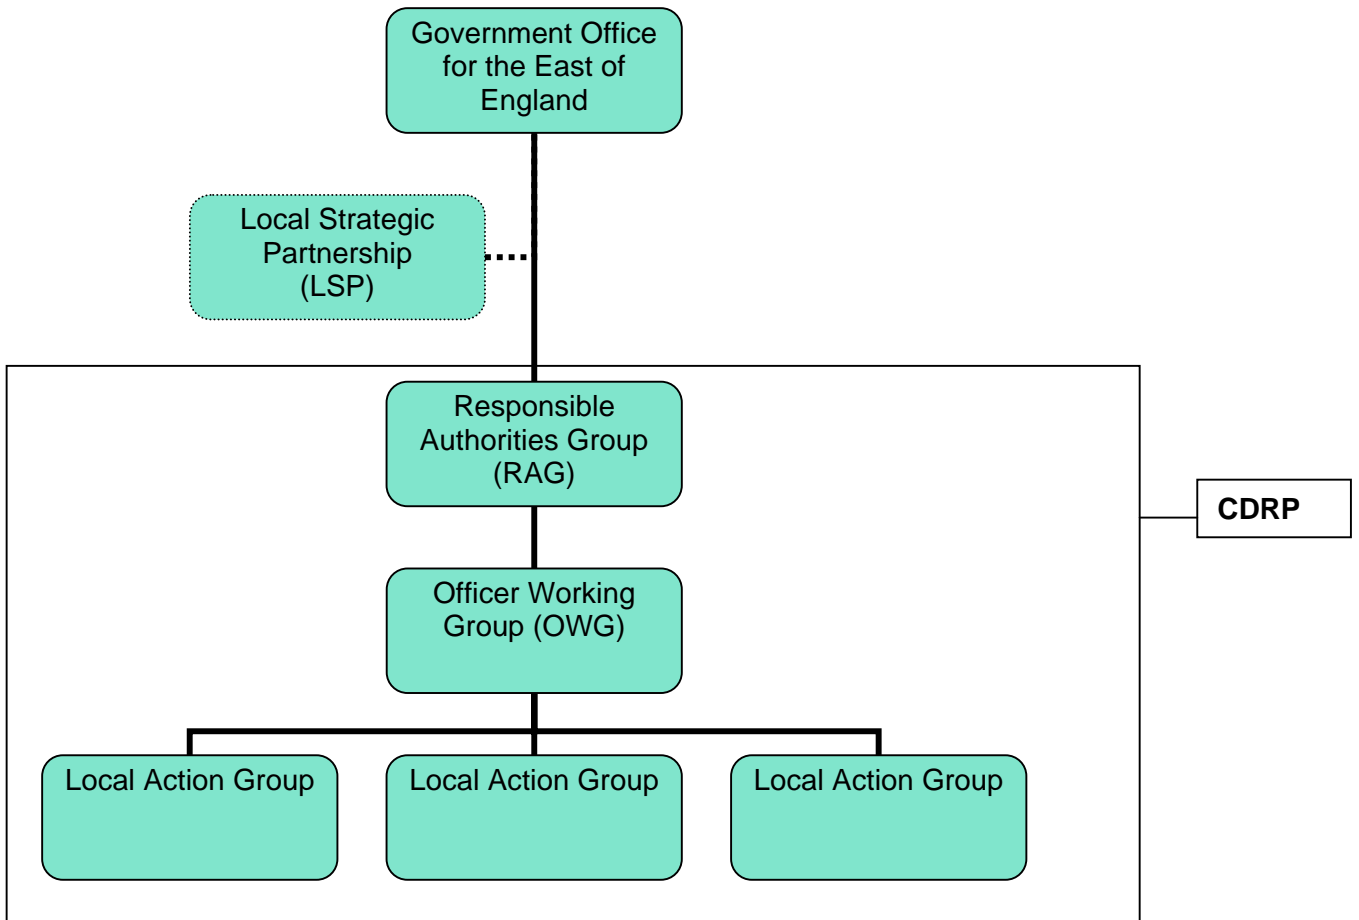 Government Office
for the East of
England
Local Strategic
Partnership
(LSP)
Responsible
Authorities Group
(RAG)
CDRP
Officer Working
Group (OWG)
Local Action Group
Local Action Group
Local Action Group